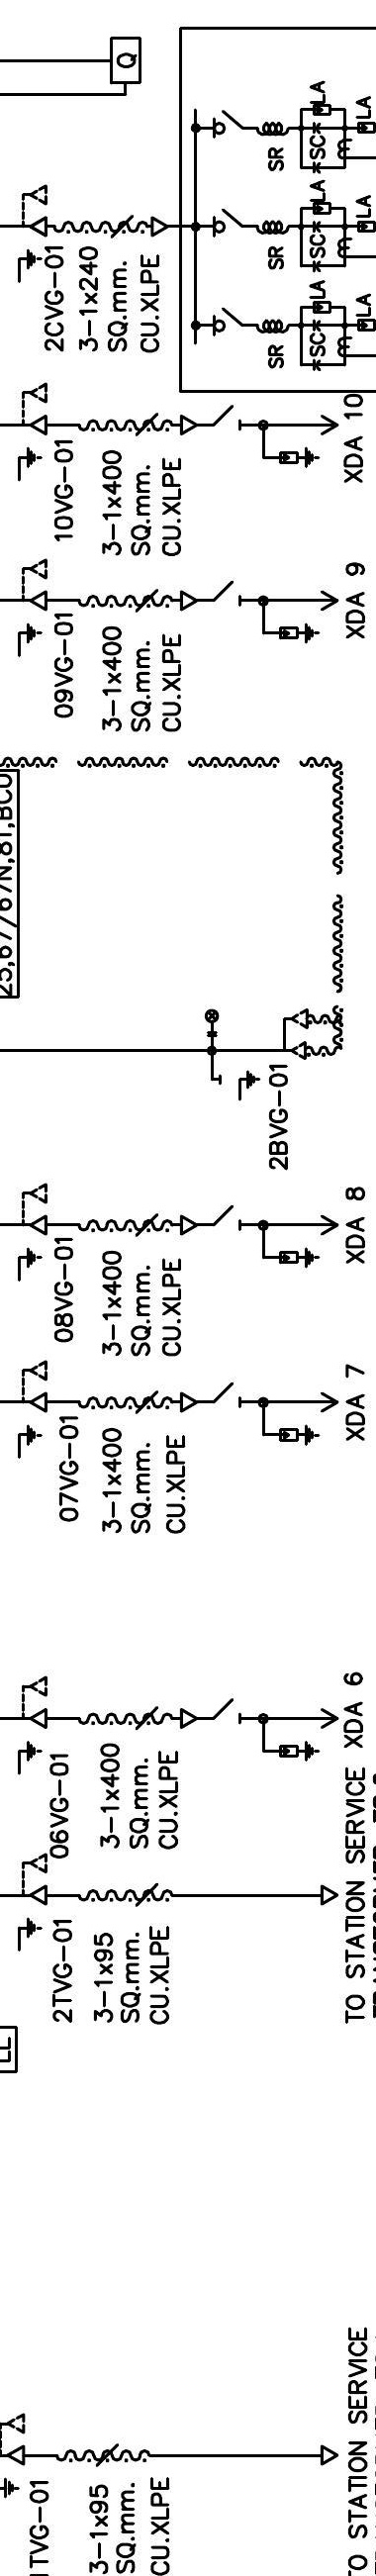 Q
2CVG-01
3-1x240
SQ.mm.
CU.XLPE
SR
*SC*
LA
LA
SR
*SC*
LA
LA
SR
*SC*
LA
LA
10VG-01
3-1x400
SQ.mm.
CU.XLPE
XDA 10
09VG-01
3-1x400
SQ.mm.
CU.XLPE
XDA 9
25,67/67N,81,BCU
2BVG-01
08VG-01
3-1x400
SQ.mm.
CU.XLPE
XDA 8
07VG-01
3-1x400
SQ.mm.
CU.XLPE
XDA 7
06VG-01
3-1x400
SQ.mm.
CU.XLPE
XDA 6
2TVG-01
3-1x95
SQ.mm.
CU.XLPE
TO STATION SERVICE
1TVG-01
3-1x95
SQ.mm.
CU.XLPE
TO STATION SERVICE